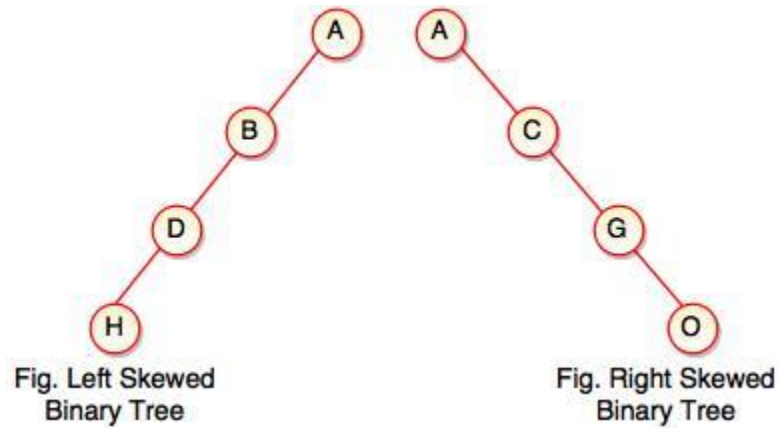 A A
B C
D G
H O
Fig. Left Skewed
Binary Tree
Fig. Right Skewed
Binary Tree